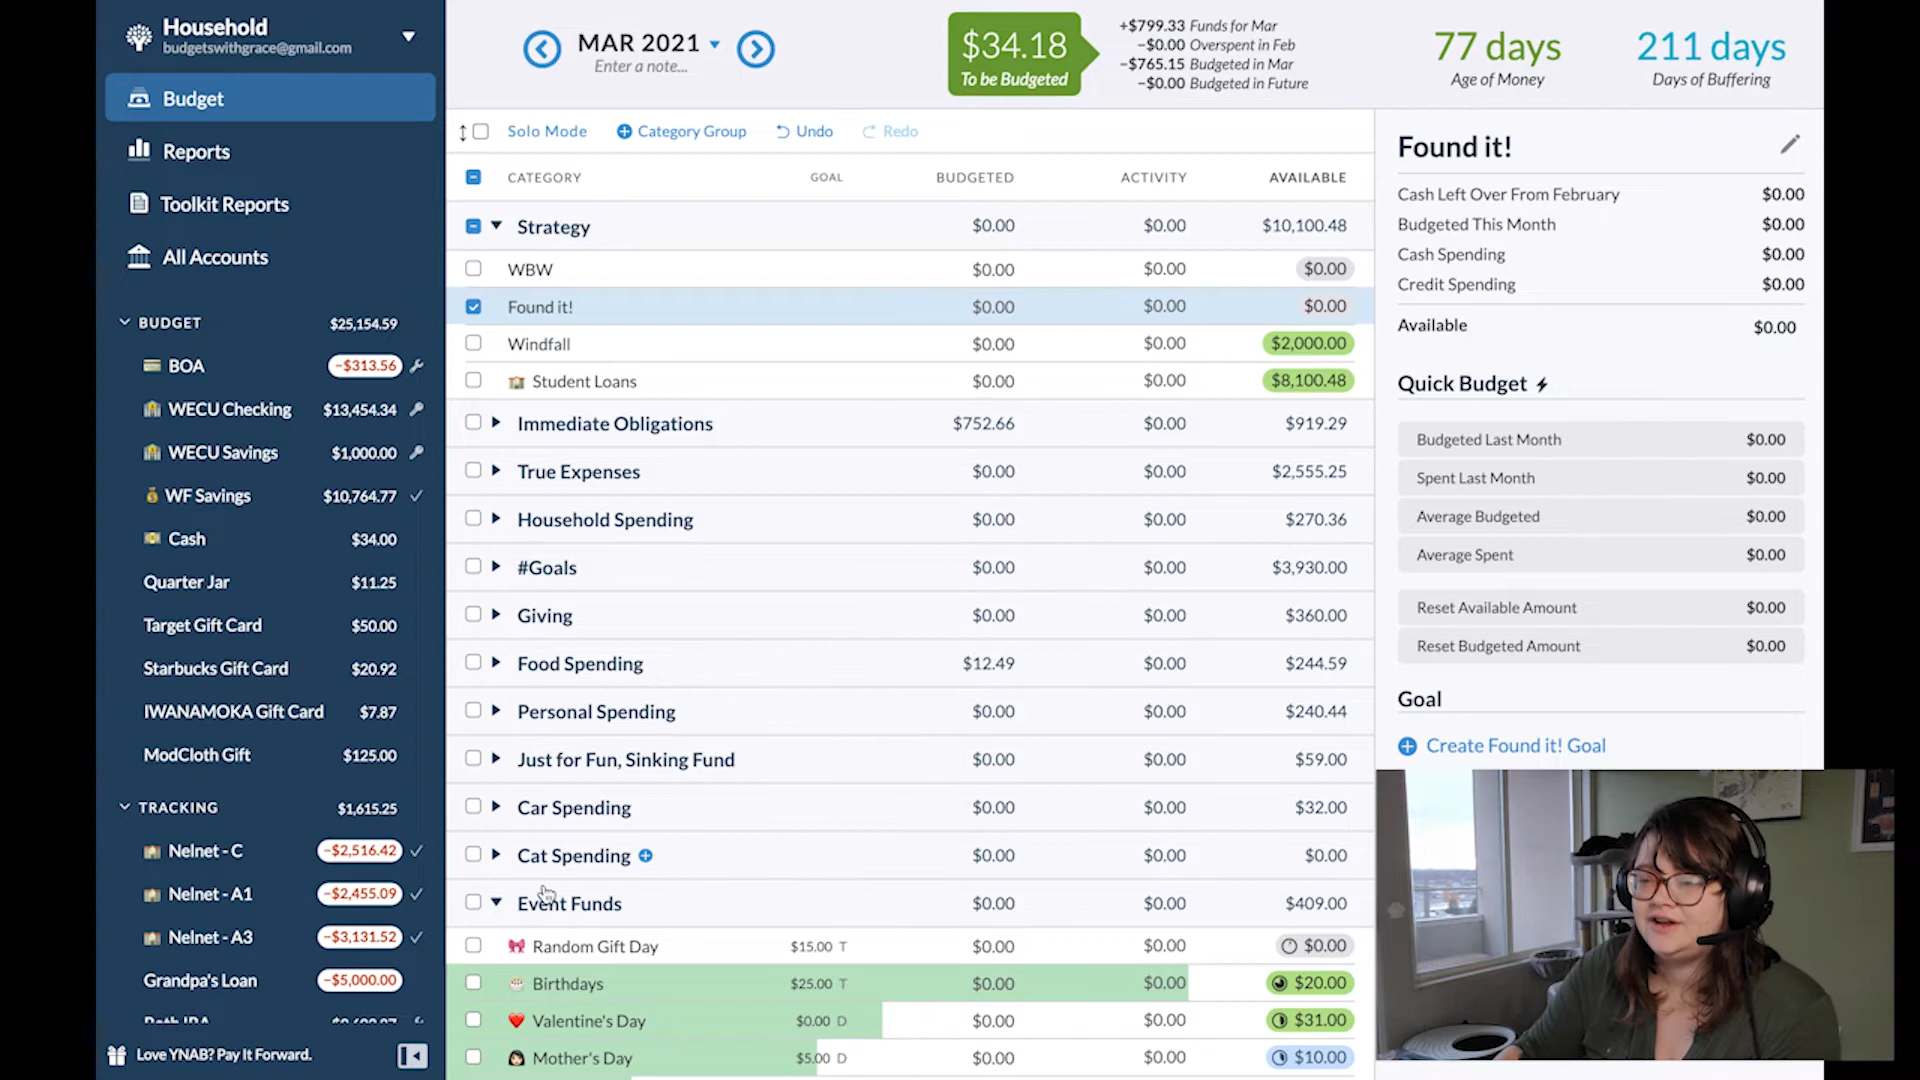 Household
budgetswithgrace@gmail.com
Budget
Reports
Toolkit Reports
All Accounts
BUDGET $25,154.59
BOA -$313.56
WECU Checking $13,454.34
WECU Savings $1,000.00
WF Savings $10,764.77
Cash $34.00
Quarter Jar $11.25
Target Gift Card $50.00
Starbucks Gift Card $20.92
IWANAMOKA Gift Card $7.87
ModCloth Gift $125.00
TRACKING $1,615.25
Nelnet - C -$2,516.42
Nelnet - A1 -$2,455.09
Nelnet - A3 -$3,131.52
Grandpa's Loan -$5,000.00
Roth IRA
Love YNAB? Pay It Forward.
MAR 2021
Enter a note...
$34.18
To be Budgeted
+$799.33 Funds for Mar
-$0.00 Overspent in Feb
-$765.15 Budgeted in Mar
-$0.00 Budgeted in Future
77 days
Age of Money
211 days
Days of Buffering
Solo Mode Category Group Undo Redo
CATEGORY GOAL BUDGETED ACTIVITY AVAILABLE
Strategy $0.00 $0.00 $10,100.48
WBW $0.00 $0.00 $0.00
Found it! $0.00 $0.00 $0.00
Windfall $0.00 $0.00 $2,000.00
Student Loans $0.00 $0.00 $8,100.48
Immediate Obligations $752.66 $0.00 $919.29
True Expenses $0.00 $0.00 $2,555.25
Household Spending $0.00 $0.00 $270.36
#Goals $0.00 $0.00 $3,930.00
Giving $0.00 $0.00 $360.00
Food Spending $12.49 $0.00 $244.59
Personal Spending $0.00 $0.00 $240.44
Just for Fun, Sinking Fund $0.00 $0.00 $59.00
Car Spending $0.00 $0.00 $32.00
Cat Spending $0.00 $0.00 $0.00
Event Funds $0.00 $0.00 $409.00
Random Gift Day $15.00 T $0.00 $0.00 $0.00
Birthdays $25.00 T $0.00 $0.00 $20.00
Valentine's Day $0.00 D $0.00 $0.00 $31.00
Mother's Day $5.00 D $0.00 $0.00 $10.00
Found it!
Cash Left Over From February $0.00
Budgeted This Month $0.00
Cash Spending $0.00
Credit Spending $0.00
Available $0.00
Quick Budget
Budgeted Last Month $0.00
Spent Last Month $0.00
Average Budgeted $0.00
Average Spent $0.00
Reset Available Amount $0.00
Reset Budgeted Amount $0.00
Goal
Create Found it! Goal